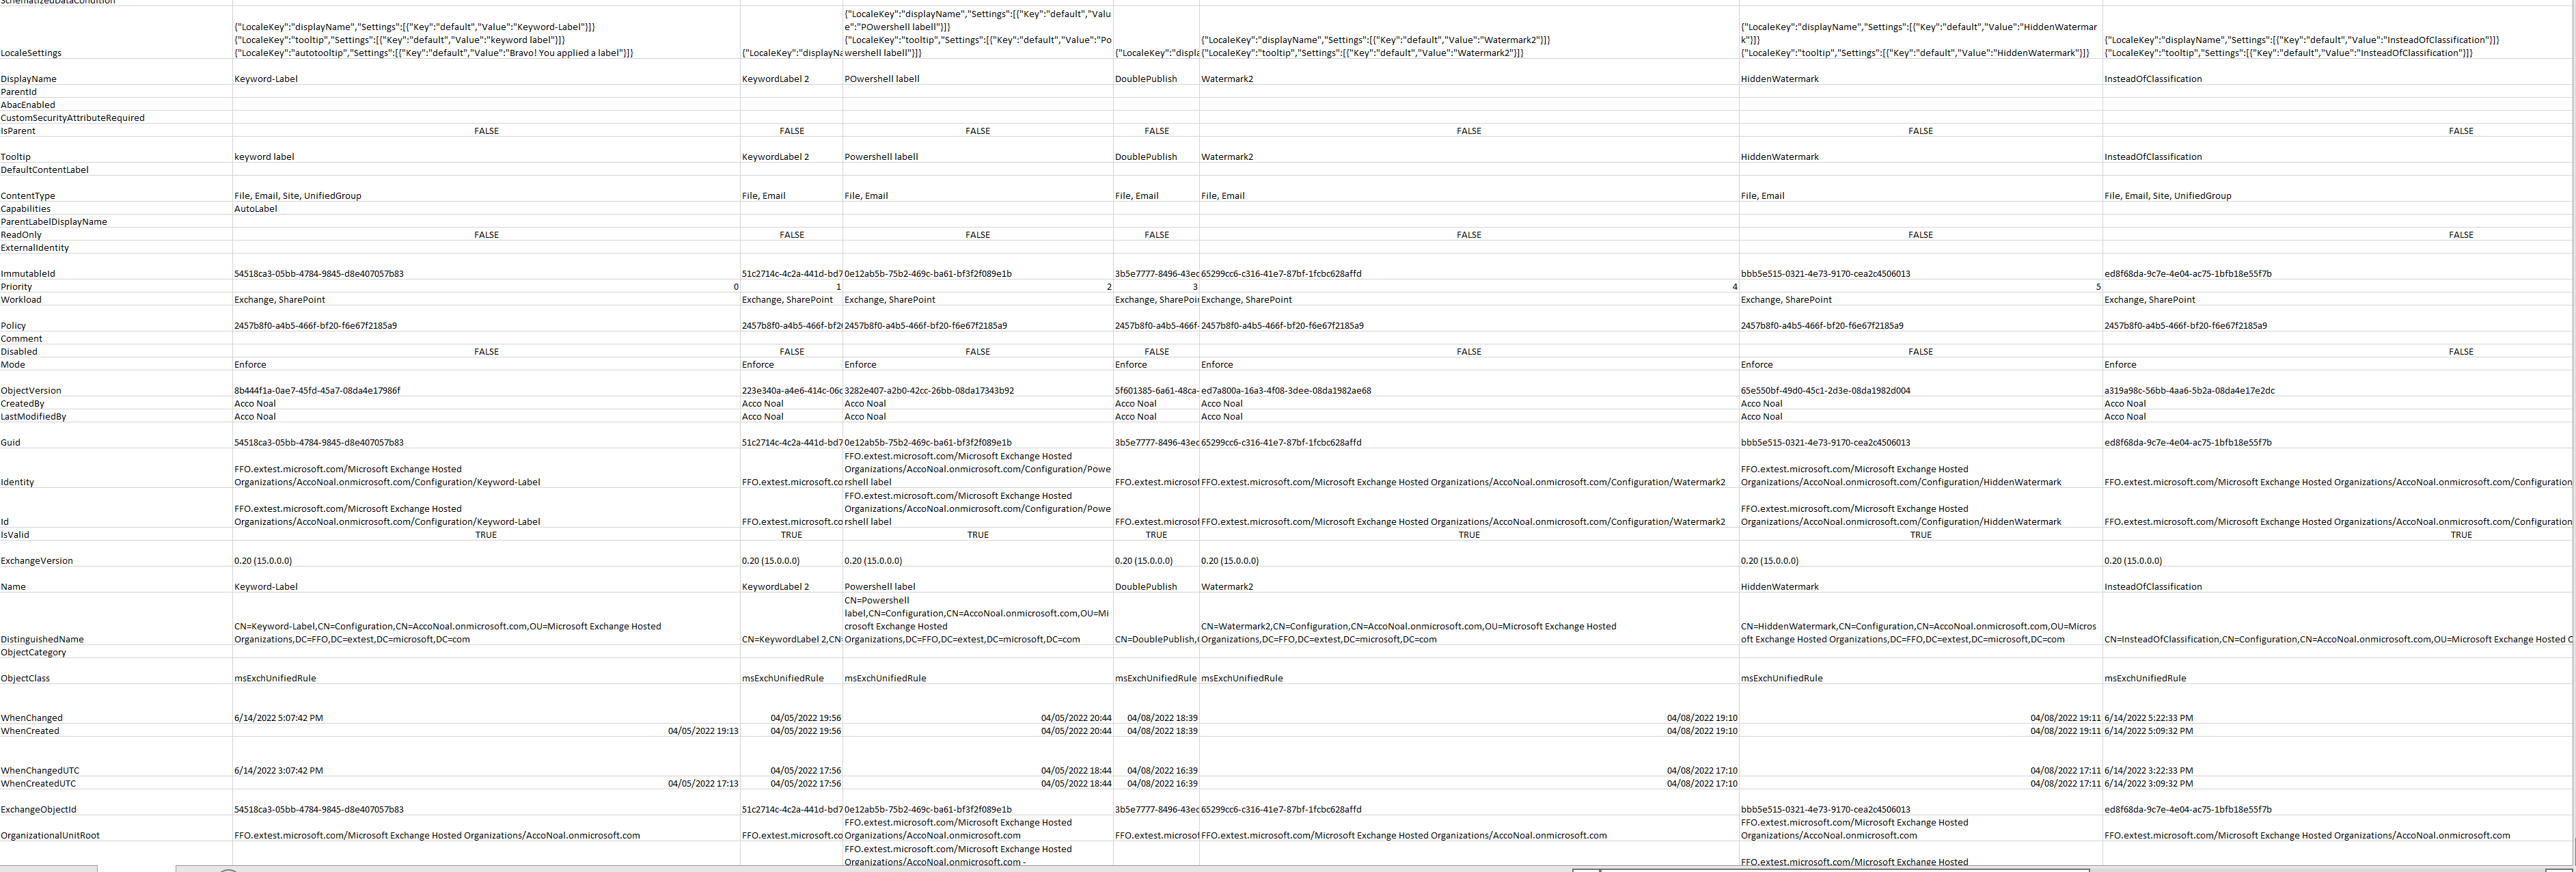 SchematizedDataCondition
{"LocaleKey":"displayName","Settings":[{"Key":"default","Valu
{"LocaleKey":"displayName","Settings":[{"Key":"default","Value":"Keyword-Label"}]} e":"POwershell labell"}]} {"LocaleKey":"displayName","Settings":[{"Key":"default","Value":"HiddenWatermar
{"LocaleKey":"tooltip","Settings":[{"Key":"default","Value":"keyword label"}]} {"LocaleKey":"tooltip","Settings":[{"Key":"default","Value":"Po {"LocaleKey":"displayName","Settings":[{"Key":"default","Value":"Watermark2"}]} k"}]} {"LocaleKey":"displayName","Settings":[{"Key":"default","Value":"InsteadOfClassification"}]}
LocaleSettings {"LocaleKey":"autotooltip","Settings":[{"Key":"default","Value":"Bravo! You applied a label"}]} {"LocaleKey":"displayNa wershell labell"}]} {"LocaleKey":"displa {"LocaleKey":"tooltip","Settings":[{"Key":"default","Value":"Watermark2"}]} {"LocaleKey":"tooltip","Settings":[{"Key":"default","Value":"HiddenWatermark"}]} {"LocaleKey":"tooltip","Settings":[{"Key":"default","Value":"InsteadOfClassification"}]}
DisplayName Keyword-Label KeywordLabel 2 POwershell labell DoublePublish Watermark2 HiddenWatermark InsteadOfClassification
ParentId
AbacEnabled
CustomSecurityAttributeRequired
IsParent FALSE FALSE FALSE FALSE FALSE FALSE FALSE
Tooltip keyword label KeywordLabel 2 Powershell labell DoublePublish Watermark2 HiddenWatermark InsteadOfClassification
DefaultContentLabel
ContentType File, Email, Site, UnifiedGroup File, Email File, Email File, Email File, Email File, Email File, Email, Site, UnifiedGroup
Capabilities AutoLabel
ParentLabelDisplayName
ReadOnly FALSE FALSE FALSE FALSE FALSE FALSE FALSE
ExternalIdentity
ImmutableId 54518ca3-05bb-4784-9845-d8e407057b83 51c2714c-4c2a-441d-bd7 0e12ab5b-75b2-469c-ba61-bf3f2f089e1b 3b5e7777-8496-43ec 65299cc6-c316-41e7-87bf-1fcbc628affd bbb5e515-0321-4e73-9170-cea2c4506013 ed8f68da-9c7e-4e04-ac75-1bfb18e55f7b
Priority 0 1 2 3 4 5
Workload Exchange, SharePoint Exchange, SharePoint Exchange, SharePoint Exchange, SharePoi Exchange, SharePoint Exchange, SharePoint Exchange, SharePoint
Policy 2457b8f0-a4b5-466f-bf20-f6e67f2185a9 2457b8f0-a4b5-466f-bf20 2457b8f0-a4b5-466f-bf20-f6e67f2185a9 2457b8f0-a4b5-466f- 2457b8f0-a4b5-466f-bf20-f6e67f2185a9 2457b8f0-a4b5-466f-bf20-f6e67f2185a9 2457b8f0-a4b5-466f-bf20-f6e67f2185a9
Comment
Disabled FALSE FALSE FALSE FALSE FALSE FALSE FALSE
Mode Enforce Enforce Enforce Enforce Enforce Enforce Enforce
ObjectVersion 8b444f1a-0ae7-45fd-45a7-08da4e17986f 223e340a-a4e6-414c-06c 3282e407-a2b0-42cc-26bb-08da17343b92 5f601385-6a61-48ca- ed7a800a-16a3-4f08-3dee-08da1982ae68 65e550bf-49d0-45c1-2d3e-08da1982d004 a319a98c-56bb-4aa6-5b2a-08da4e17e2dc
CreatedBy Acco Noal Acco Noal Acco Noal Acco Noal Acco Noal Acco Noal Acco Noal
LastModifiedBy Acco Noal Acco Noal Acco Noal Acco Noal Acco Noal Acco Noal Acco Noal
Guid 54518ca3-05bb-4784-9845-d8e407057b83 51c2714c-4c2a-441d-bd7 0e12ab5b-75b2-469c-ba61-bf3f2f089e1b 3b5e7777-8496-43ec 65299cc6-c316-41e7-87bf-1fcbc628affd bbb5e515-0321-4e73-9170-cea2c4506013 ed8f68da-9c7e-4e04-ac75-1bfb18e55f7b
FFO.extest.microsoft.com/Microsoft Exchange Hosted
FFO.extest.microsoft.com/Microsoft Exchange Hosted Organizations/AccoNoal.onmicrosoft.com/Configuration/Powe FFO.extest.microsoft.com/Microsoft Exchange Hosted
Identity Organizations/AccoNoal.onmicrosoft.com/Configuration/Keyword-Label FFO.extest.microsoft.co rshell label FFO.extest.microsof FFO.extest.microsoft.com/Microsoft Exchange Hosted Organizations/AccoNoal.onmicrosoft.com/Configuration/Watermark2 Organizations/AccoNoal.onmicrosoft.com/Configuration/HiddenWatermark FFO.extest.microsoft.com/Microsoft Exchange Hosted Organizations/AccoNoal.onmicrosoft.com/Configuration
FFO.extest.microsoft.com/Microsoft Exchange Hosted
FFO.extest.microsoft.com/Microsoft Exchange Hosted Organizations/AccoNoal.onmicrosoft.com/Configuration/Powe FFO.extest.microsoft.com/Microsoft Exchange Hosted
Id Organizations/AccoNoal.onmicrosoft.com/Configuration/Keyword-Label FFO.extest.microsoft.co rshell label FFO.extest.microsof FFO.extest.microsoft.com/Microsoft Exchange Hosted Organizations/AccoNoal.onmicrosoft.com/Configuration/Watermark2 Organizations/AccoNoal.onmicrosoft.com/Configuration/HiddenWatermark FFO.extest.microsoft.com/Microsoft Exchange Hosted Organizations/AccoNoal.onmicrosoft.com/Configuration
IsValid TRUE TRUE TRUE TRUE TRUE TRUE TRUE
ExchangeVersion 0.20 (15.0.0.0) 0.20 (15.0.0.0) 0.20 (15.0.0.0) 0.20 (15.0.0.0) 0.20 (15.0.0.0) 0.20 (15.0.0.0) 0.20 (15.0.0.0)
Name Keyword-Label KeywordLabel 2 Powershell label DoublePublish Watermark2 HiddenWatermark InsteadOfClassification
CN=Powershell
label,CN=Configuration,CN=AccoNoal.onmicrosoft.com,OU=Mi
CN=Keyword-Label,CN=Configuration,CN=AccoNoal.onmicrosoft.com,OU=Microsoft Exchange Hosted crosoft Exchange Hosted CN=Watermark2,CN=Configuration,CN=AccoNoal.onmicrosoft.com,OU=Microsoft Exchange Hosted CN=HiddenWatermark,CN=Configuration,CN=AccoNoal.onmicrosoft.com,OU=Micros
DistinguishedName Organizations,DC=FFO,DC=extest,DC=microsoft,DC=com CN=KeywordLabel 2,CN= Organizations,DC=FFO,DC=extest,DC=microsoft,DC=com CN=DoublePublish,( Organizations,DC=FFO,DC=extest,DC=microsoft,DC=com oft Exchange Hosted Organizations,DC=FFO,DC=extest,DC=microsoft,DC=com CN=InsteadOfClassification,CN=Configuration,CN=AccoNoal.onmicrosoft.com,OU=Microsoft Exchange Hosted O
ObjectCategory
ObjectClass msExchUnifiedRule msExchUnifiedRule msExchUnifiedRule msExchUnifiedRule msExchUnifiedRule msExchUnifiedRule msExchUnifiedRule
WhenChanged 6/14/2022 5:07:42 PM 04/05/2022 19:56 04/05/2022 20:44 04/08/2022 18:39 04/08/2022 19:10 04/08/2022 19:11 6/14/2022 5:22:33 PM
WhenCreated 04/05/2022 19:13 04/05/2022 19:56 04/05/2022 20:44 04/08/2022 18:39 04/08/2022 19:10 04/08/2022 19:11 6/14/2022 5:09:32 PM
WhenChangedUTC 6/14/2022 3:07:42 PM 04/05/2022 17:56 04/05/2022 18:44 04/08/2022 16:39 04/08/2022 17:10 04/08/2022 17:11 6/14/2022 3:22:33 PM
WhenCreatedUTC 04/05/2022 17:13 04/05/2022 17:56 04/05/2022 18:44 04/08/2022 16:39 04/08/2022 17:10 04/08/2022 17:11 6/14/2022 3:09:32 PM
ExchangeObjectId 54518ca3-05bb-4784-9845-d8e407057b83 51c2714c-4c2a-441d-bd7 0e12ab5b-75b2-469c-ba61-bf3f2f089e1b 3b5e7777-8496-43ec 65299cc6-c316-41e7-87bf-1fcbc628affd bbb5e515-0321-4e73-9170-cea2c4506013 ed8f68da-9c7e-4e04-ac75-1bfb18e55f7b
FFO.extest.microsoft.com/Microsoft Exchange Hosted FFO.extest.microsoft.com/Microsoft Exchange Hosted
OrganizationalUnitRoot FFO.extest.microsoft.com/Microsoft Exchange Hosted Organizations/AccoNoal.onmicrosoft.com FFO.extest.microsoft.co Organizations/AccoNoal.onmicrosoft.com FFO.extest.microsof FFO.extest.microsoft.com/Microsoft Exchange Hosted Organizations/AccoNoal.onmicrosoft.com Organizations/AccoNoal.onmicrosoft.com FFO.extest.microsoft.com/Microsoft Exchange Hosted Organizations/AccoNoal.onmicrosoft.com
FFO.extest.microsoft.com/Microsoft Exchange Hosted
Organizations/AccoNoal.onmicrosoft.com - FFO.extest.microsoft.com/Microsoft Exchange Hosted